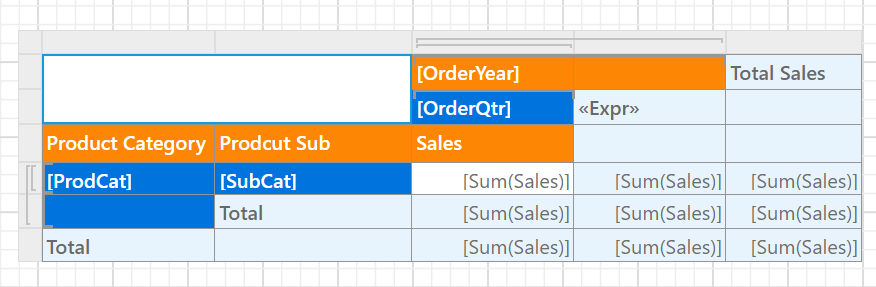 [OrderYear] Total Sales
[OrderQtr] «Expr»
Product Category Prodcut Sub Sales
[ProdCat] [SubCat] [Sum(Sales)] [Sum(Sales)] [Sum(Sales)]
Total [Sum(Sales)] [Sum(Sales)] [Sum(Sales)]
Total [Sum(Sales)] [Sum(Sales)] [Sum(Sales)]